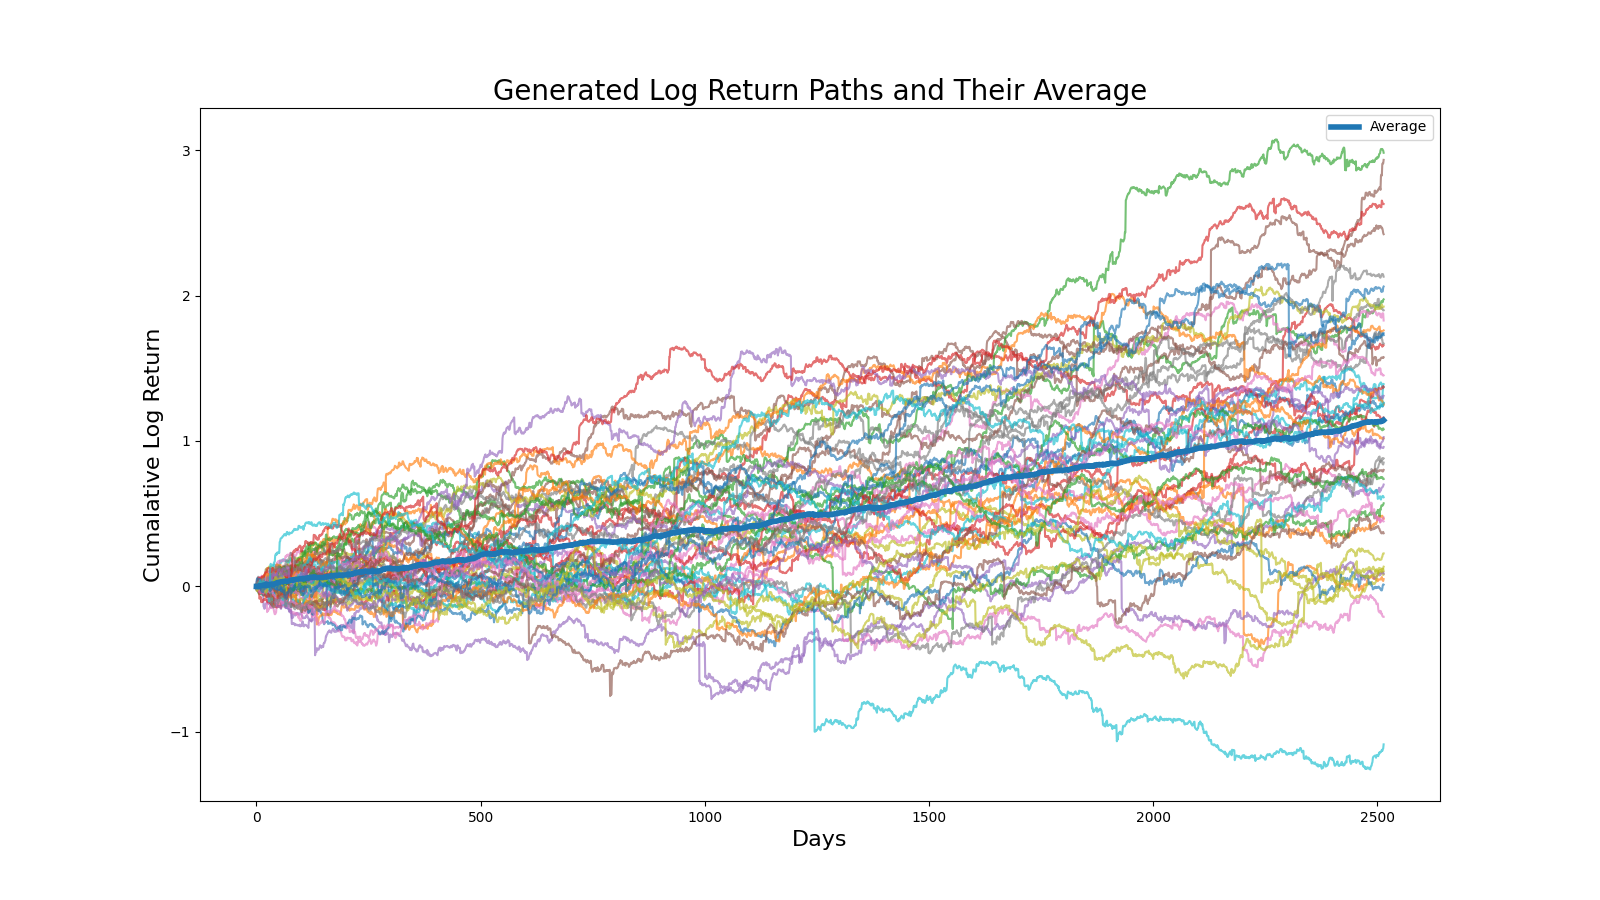 Generated Log Return Paths and Their Average
Average
3
2
1
0
−1
Cumalative Log Return
0
500
1000
1500
2000
2500
Days